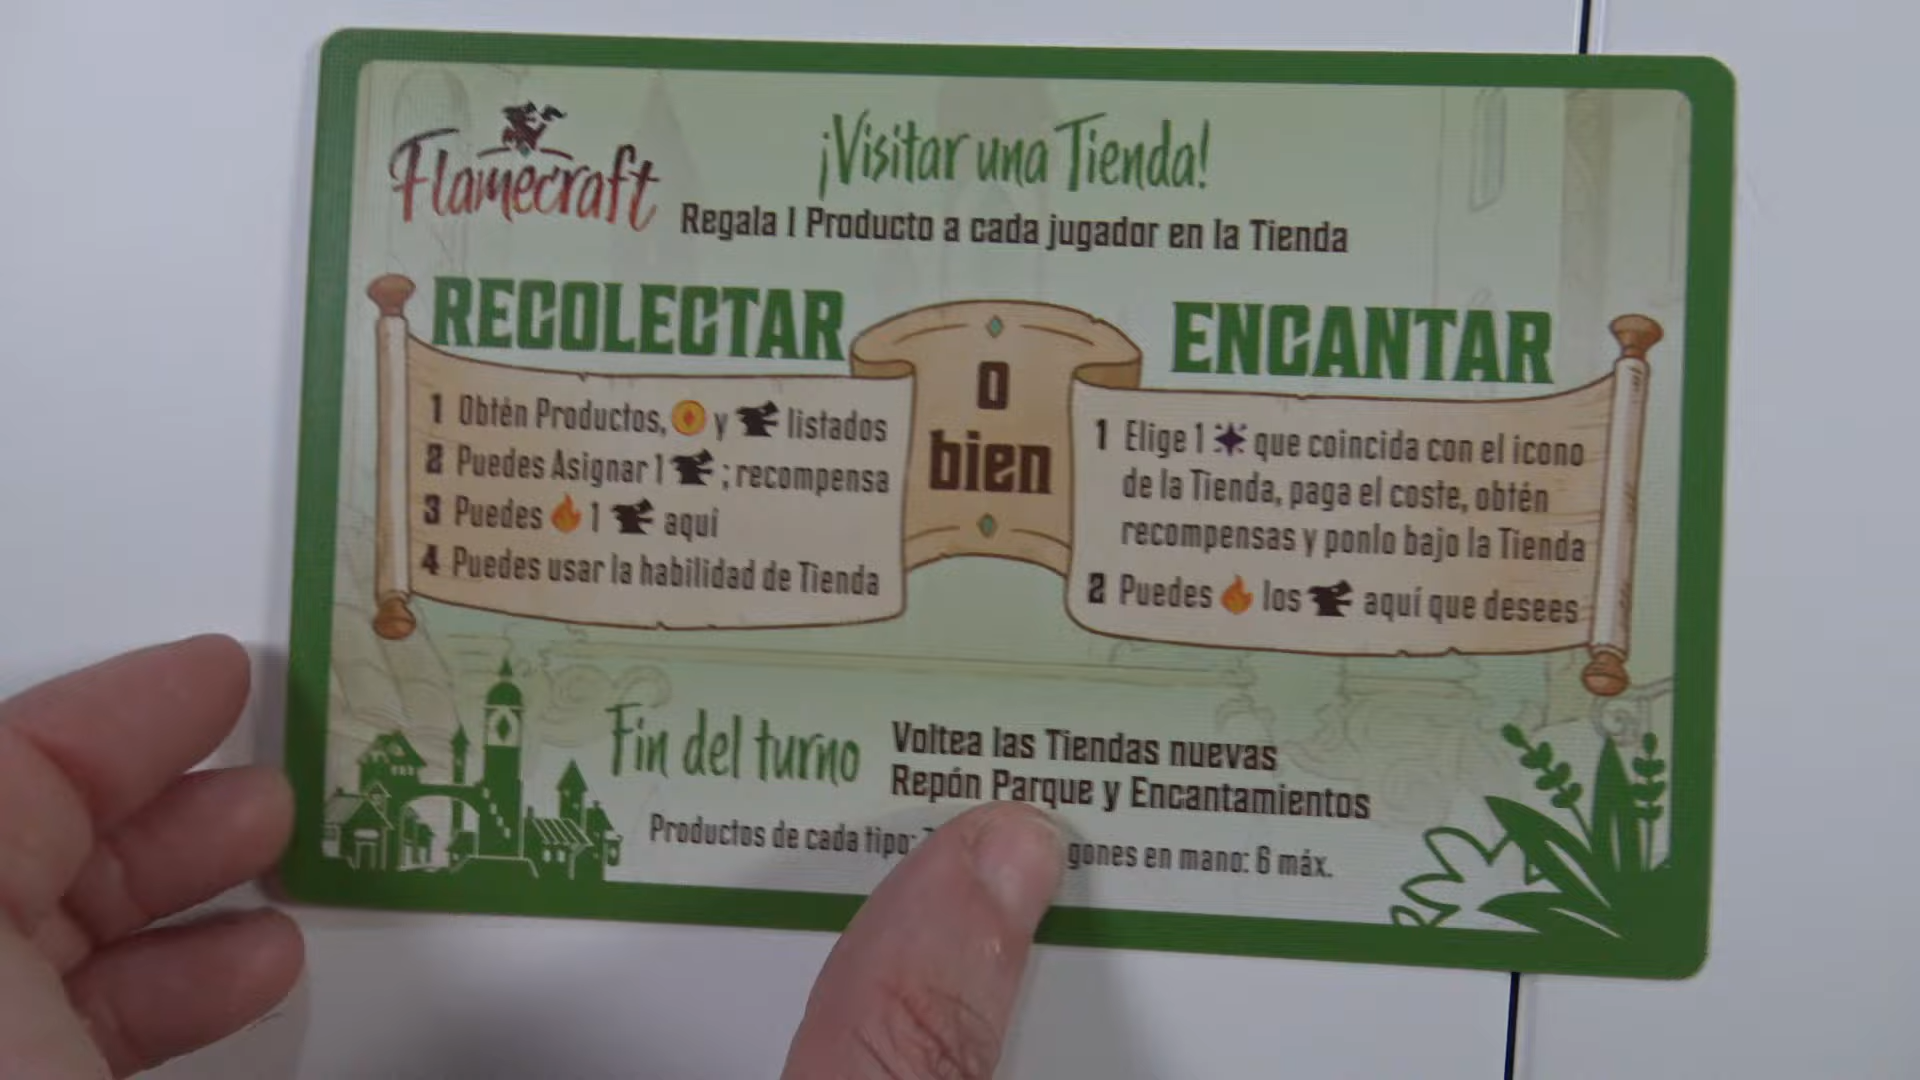 Flamecraft
¡Visitar una Tienda!
Regala 1 Producto a cada jugador en la Tienda
RECOLECTAR
1 Obtén Productos, y listados
2 Puedes Asignar 1 ; recompensa
3 Puedes 1 aquí
4 Puedes usar la habilidad de Tienda
o
bien
ENCANTAR
1 Elige 1 que coincida con el icono
de la Tienda, paga el coste, obtén
recompensas y ponlo bajo la Tienda
2 Puedes los aquí que desees
Fin del turno
Voltea las Tiendas nuevas
Repón Parque y Encantamientos
Productos de cada tipo: gones en mano: 6 máx.